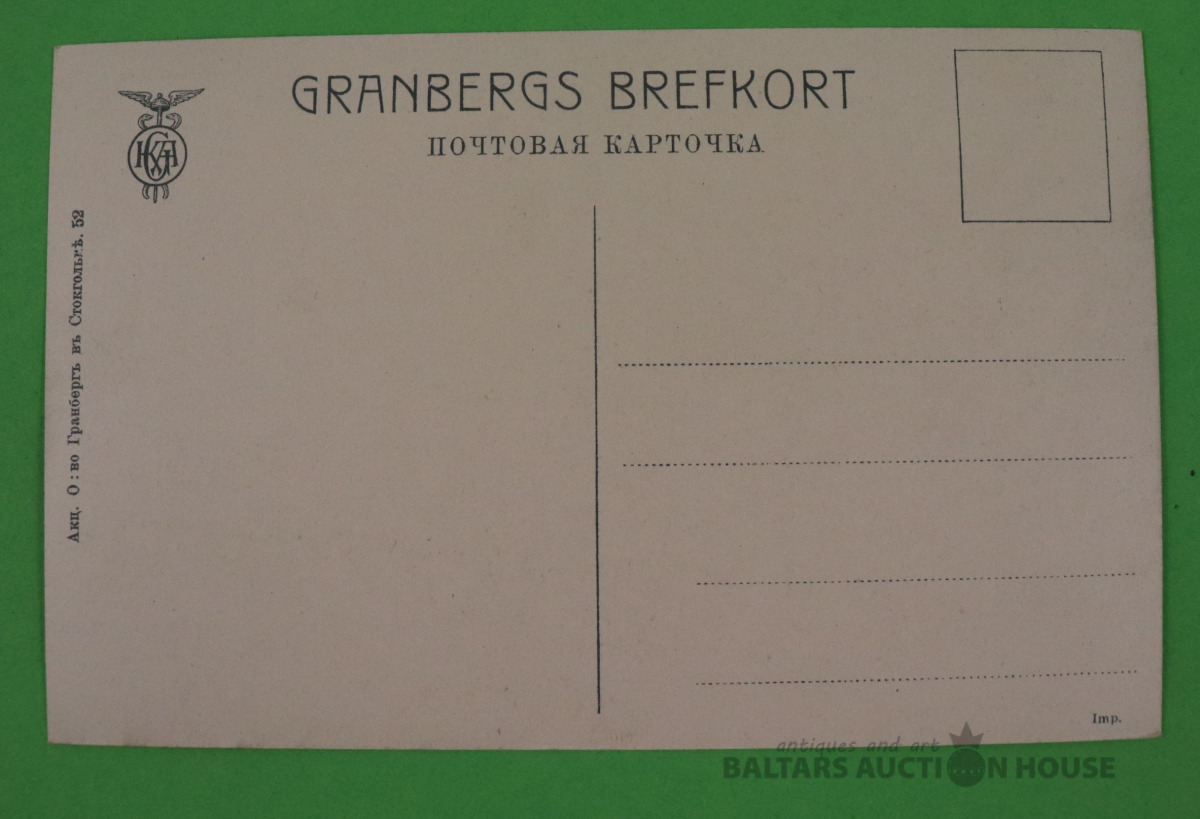 GRANBERGS BREFKORT
ПОЧТОВАЯ КАРТОЧКА.
Акц. О:во Гранбергъ въ Стокгольмѣ. 52
Imp.
antiques and art
BALTARS AUCTION HOUSE